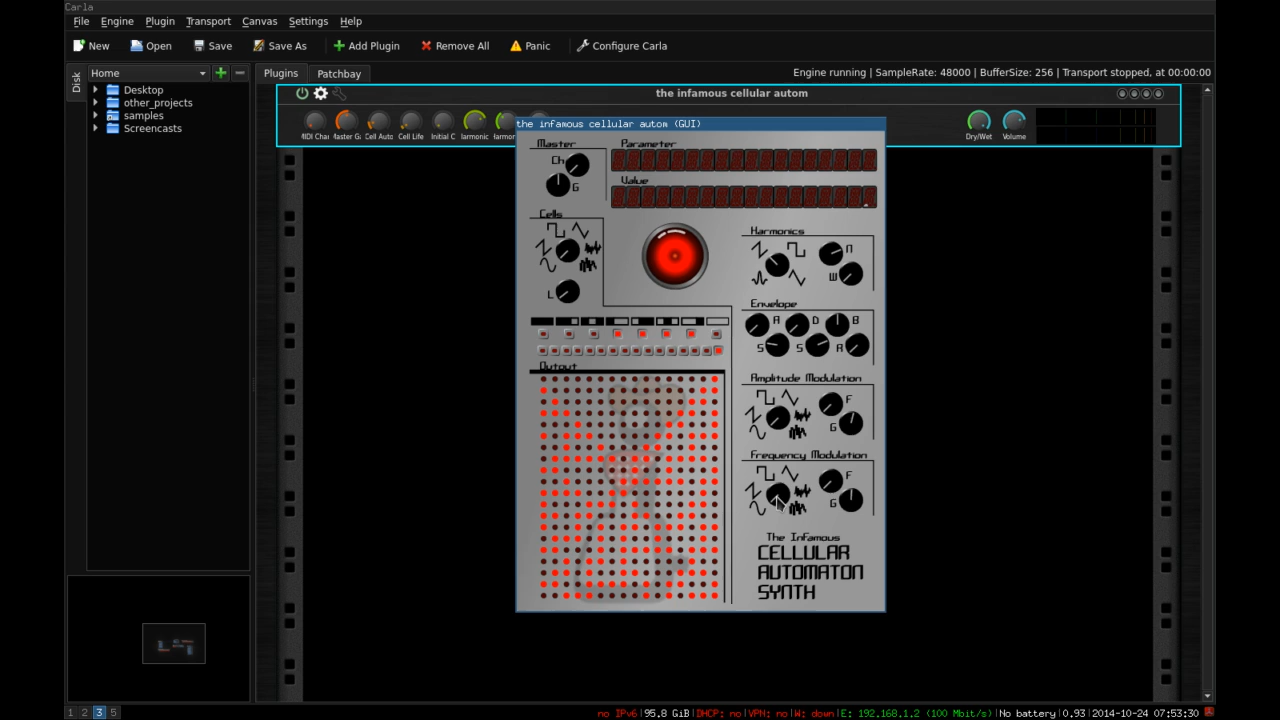 Carla
File Engine Plugin Transport Canvas Settings Help
New Open Save Save As Add Plugin Remove All Panic Configure Carla
Disk
Home
Plugins Patchbay
Engine running | SampleRate: 48000 | BufferSize: 256 | Transport stopped, at 00:00:00
Desktop
other_projects
samples
Screencasts
the infamous cellular autom
Cell Auto Cell Life Initial C Dry/Wet Volume
the infamous cellular autom (GUI)
Master
Ch
G
Parameter
Value
Cells
L
Harmonics
Π
Ш
Envelope
A D B
S S R
Output
Amplitude Modulation
F
G
Frequency Modulation
F
G
The Infamous
CELLULAR
AUTOMATON
SYNTH
1 2 3 5
no IPv6|95.8 GiB|DHCP: no|VPN: no|W: down|E: 192.168.1.2 (100 Mbit/s)|No battery|0.93|2014-10-24 07:53:30